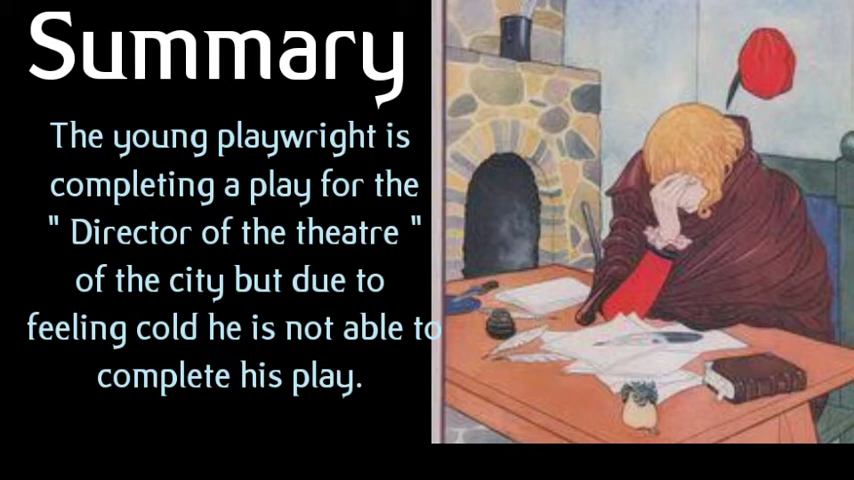 Summary
The young playwright is
completing a play for the
" Director of the theatre "
of the city but due to
feeling cold he is not able to
complete his play.